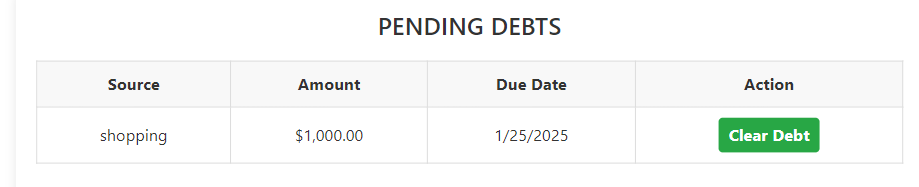 PENDING DEBTS
Source Amount Due Date Action
shopping $1,000.00 1/25/2025 Clear Debt